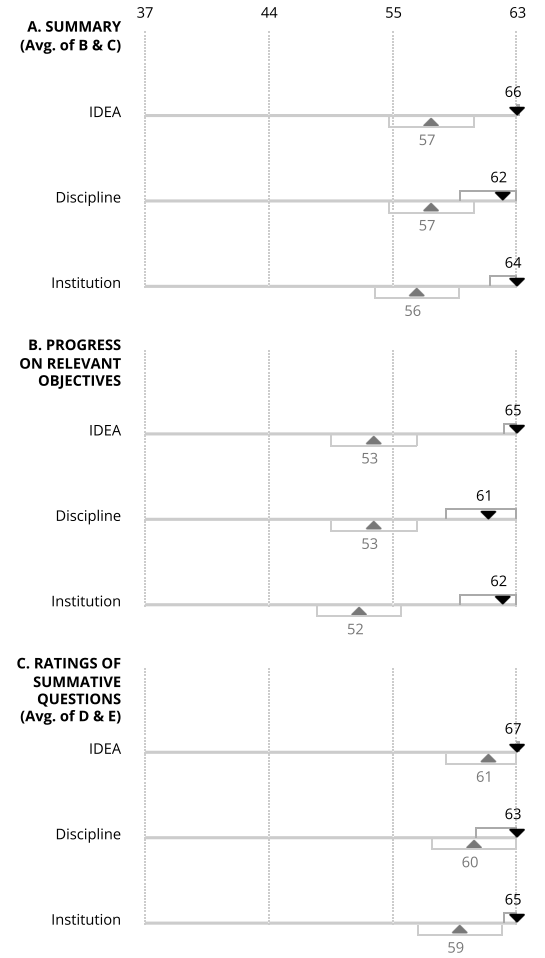 37 44 55 63
A. SUMMARY
(Avg. of B & C)
66
IDEA
57
62
Discipline
57
64
Institution
56
B. PROGRESS
ON RELEVANT
OBJECTIVES
65
IDEA
53
61
Discipline
53
62
Institution
52
C. RATINGS OF
SUMMATIVE
QUESTIONS
(Avg. of D & E)
67
IDEA
61
63
Discipline
60
65
Institution
59